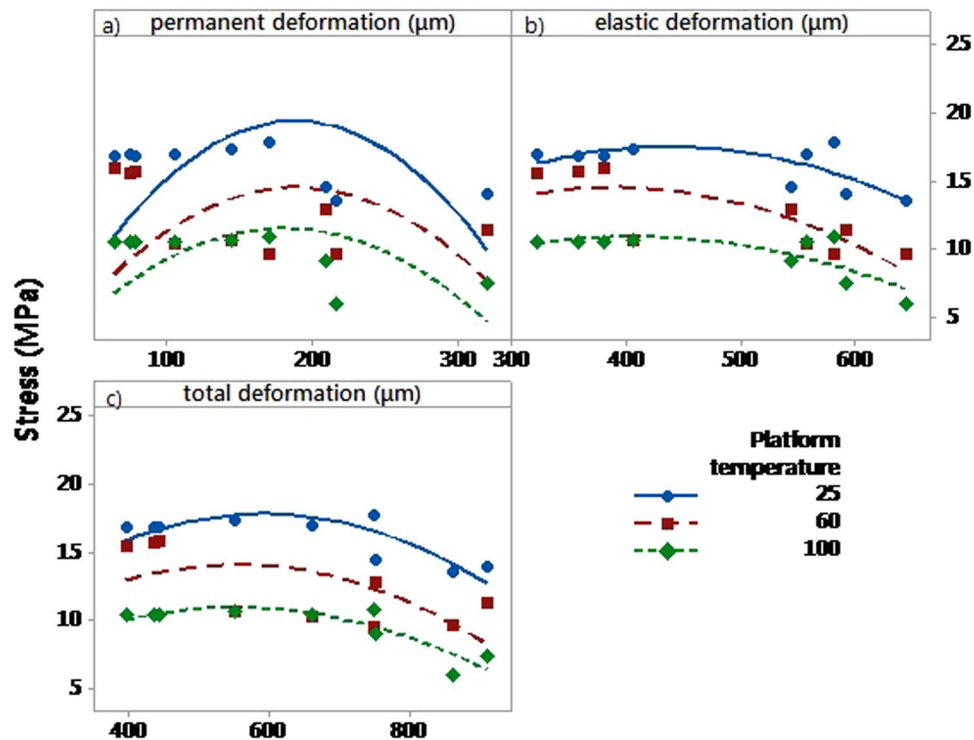 a) permanent deformation (µm)
b) elastic deformation (µm)
25
20
15
10
5
100 200 300
300 400 500 600
Stress (MPa)
c) total deformation (µm)
25
20
15
10
5
400 600 800
Platform
temperature
25
60
100